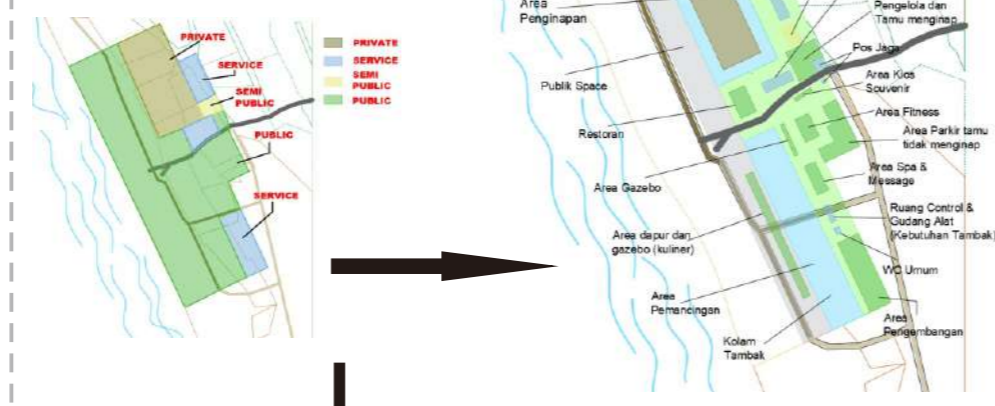 PRIVATE
SERVICE
SEMI
PUBLIC
PUBLIC
SERVICE
PRIVATE
SERVICE
SEMI
PUBLIC
PUBLIC
Area
Penginapan
Publik Space
Restoran
Area Gazebo
Area dapur dan
gazebo (kuliner)
Area
Pemancingan
Kolam
Tambak
Pengelola dan
Tamu menginap
Pos Jaga
Area Kios
Souvenir
Area Fitness
Area Parkir tamu
tidak menginap
Area Spa &
Message
Ruang Control &
Gudang Alat
(Kebutuhan Tambak)
WC Umum
Area
Pengembangan